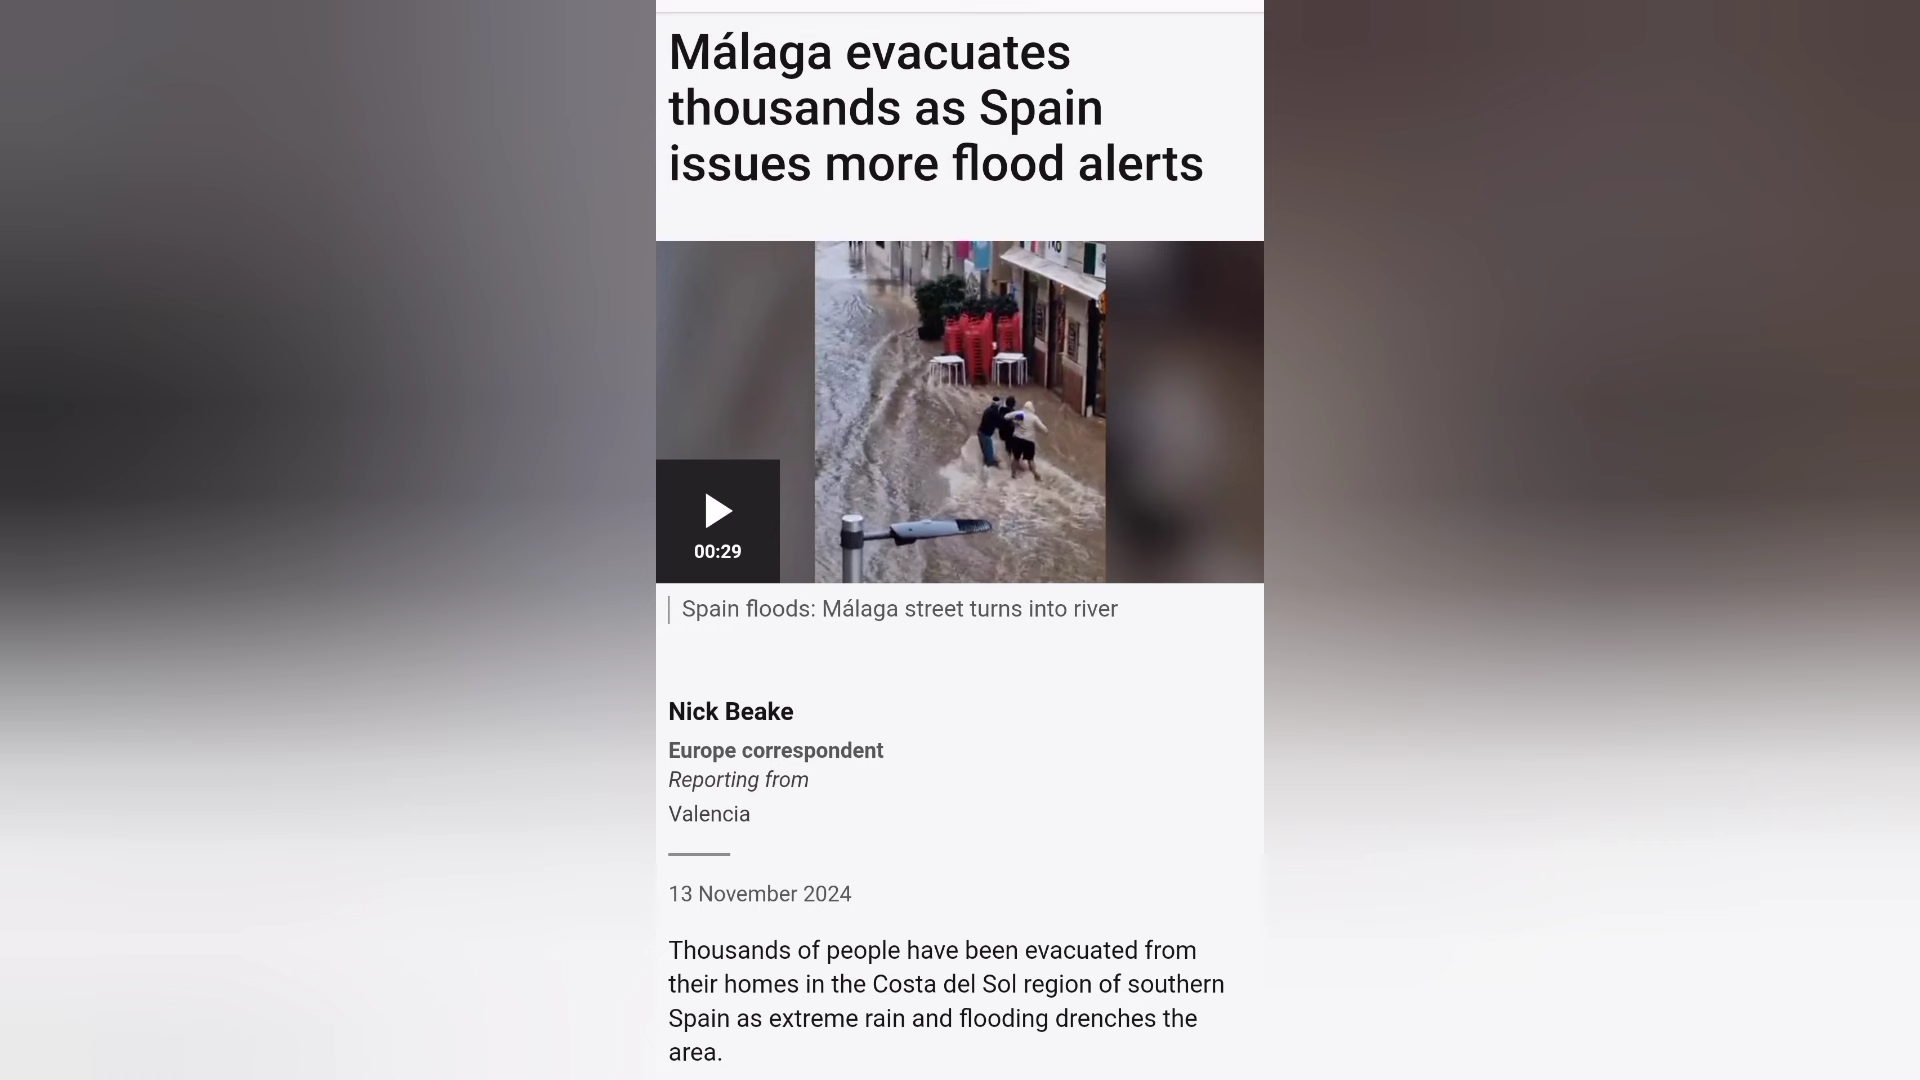 Málaga evacuates
thousands as Spain
issues more flood alerts
00:29
Spain floods: Málaga street turns into river
Nick Beake
Europe correspondent
Reporting from
Valencia
13 November 2024
Thousands of people have been evacuated from
their homes in the Costa del Sol region of southern
Spain as extreme rain and flooding drenches the
area.